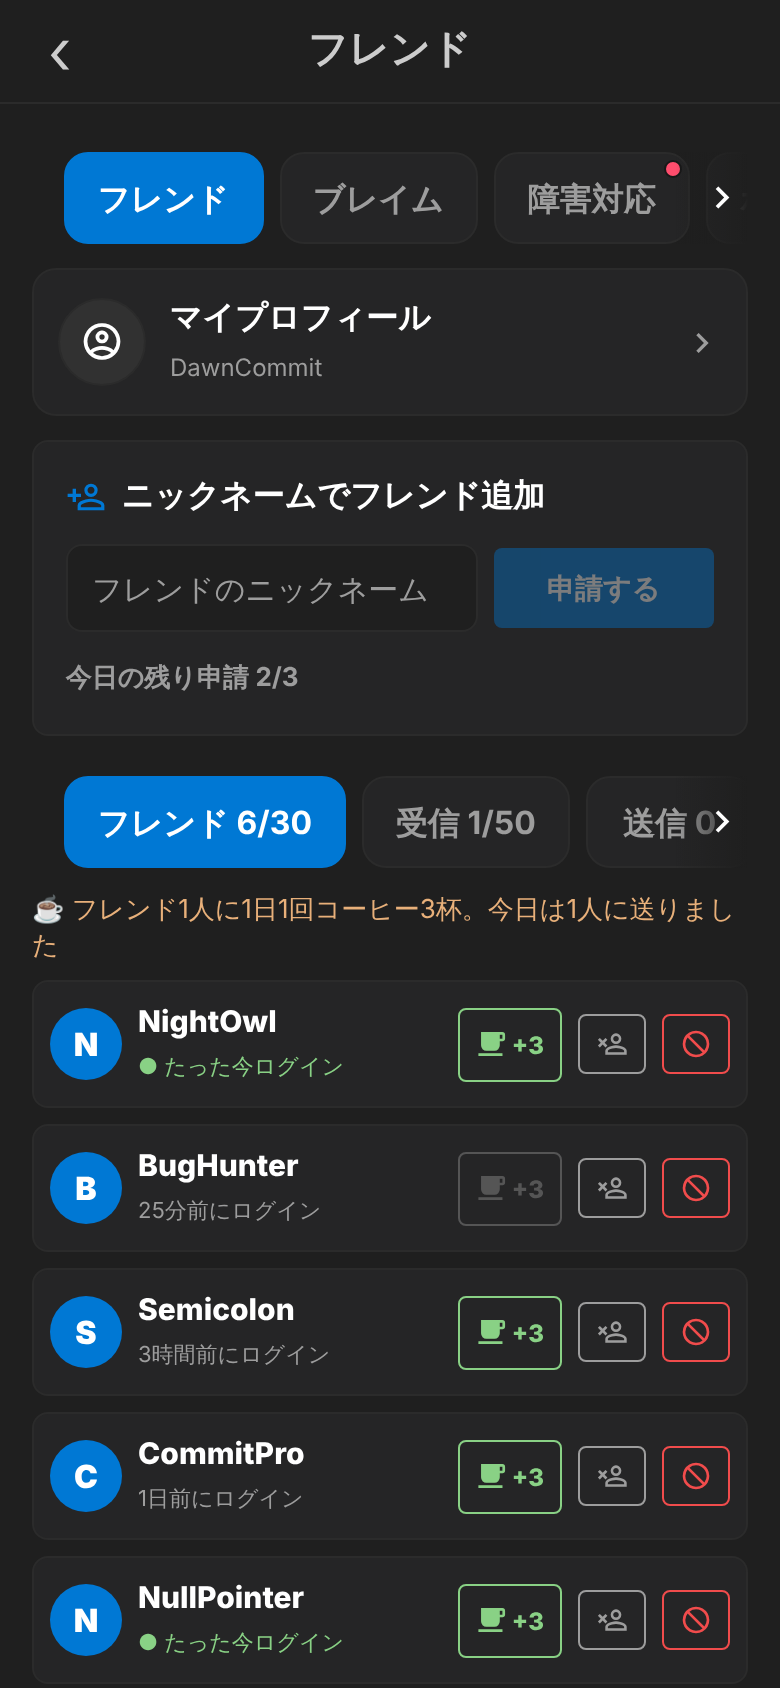 フレンド
フレンド ブレイム 障害対応
マイプロフィール
DawnCommit
ニックネームでフレンド追加
フレンドのニックネーム 申請する
今日の残り申請 2/3
フレンド 6/30 受信 1/50 送信 0
☕ フレンド1人に1日1回コーヒー3杯。今日は1人に送りまし
た
N NightOwl +3
たった今ログイン
B BugHunter +3
25分前にログイン
S Semicolon +3
3時間前にログイン
C CommitPro +3
1日前にログイン
N NullPointer +3
たった今ログイン